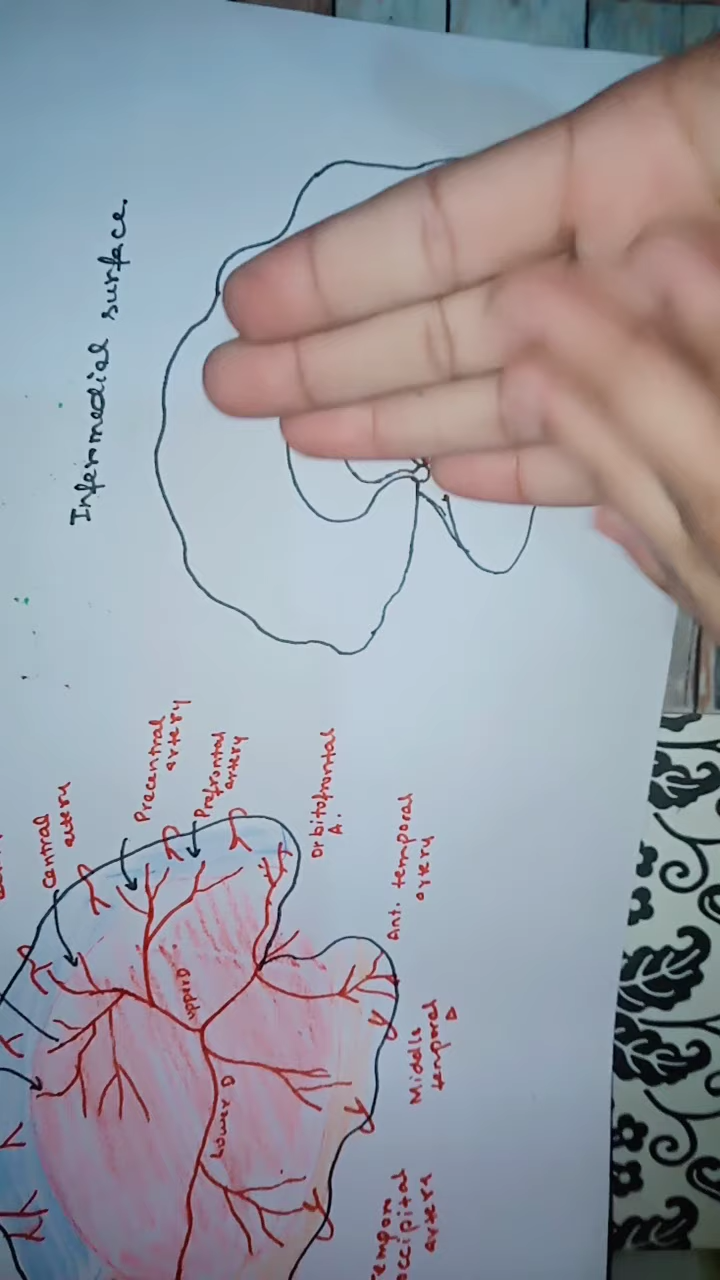 Inferomedial surface.
Central
artery
Precentral
artery
Prefrontal
artery
Orbitofrontal
A.
Ant. temporal
artery
Middle
temporal
upper D
Lower D
occipital
artery